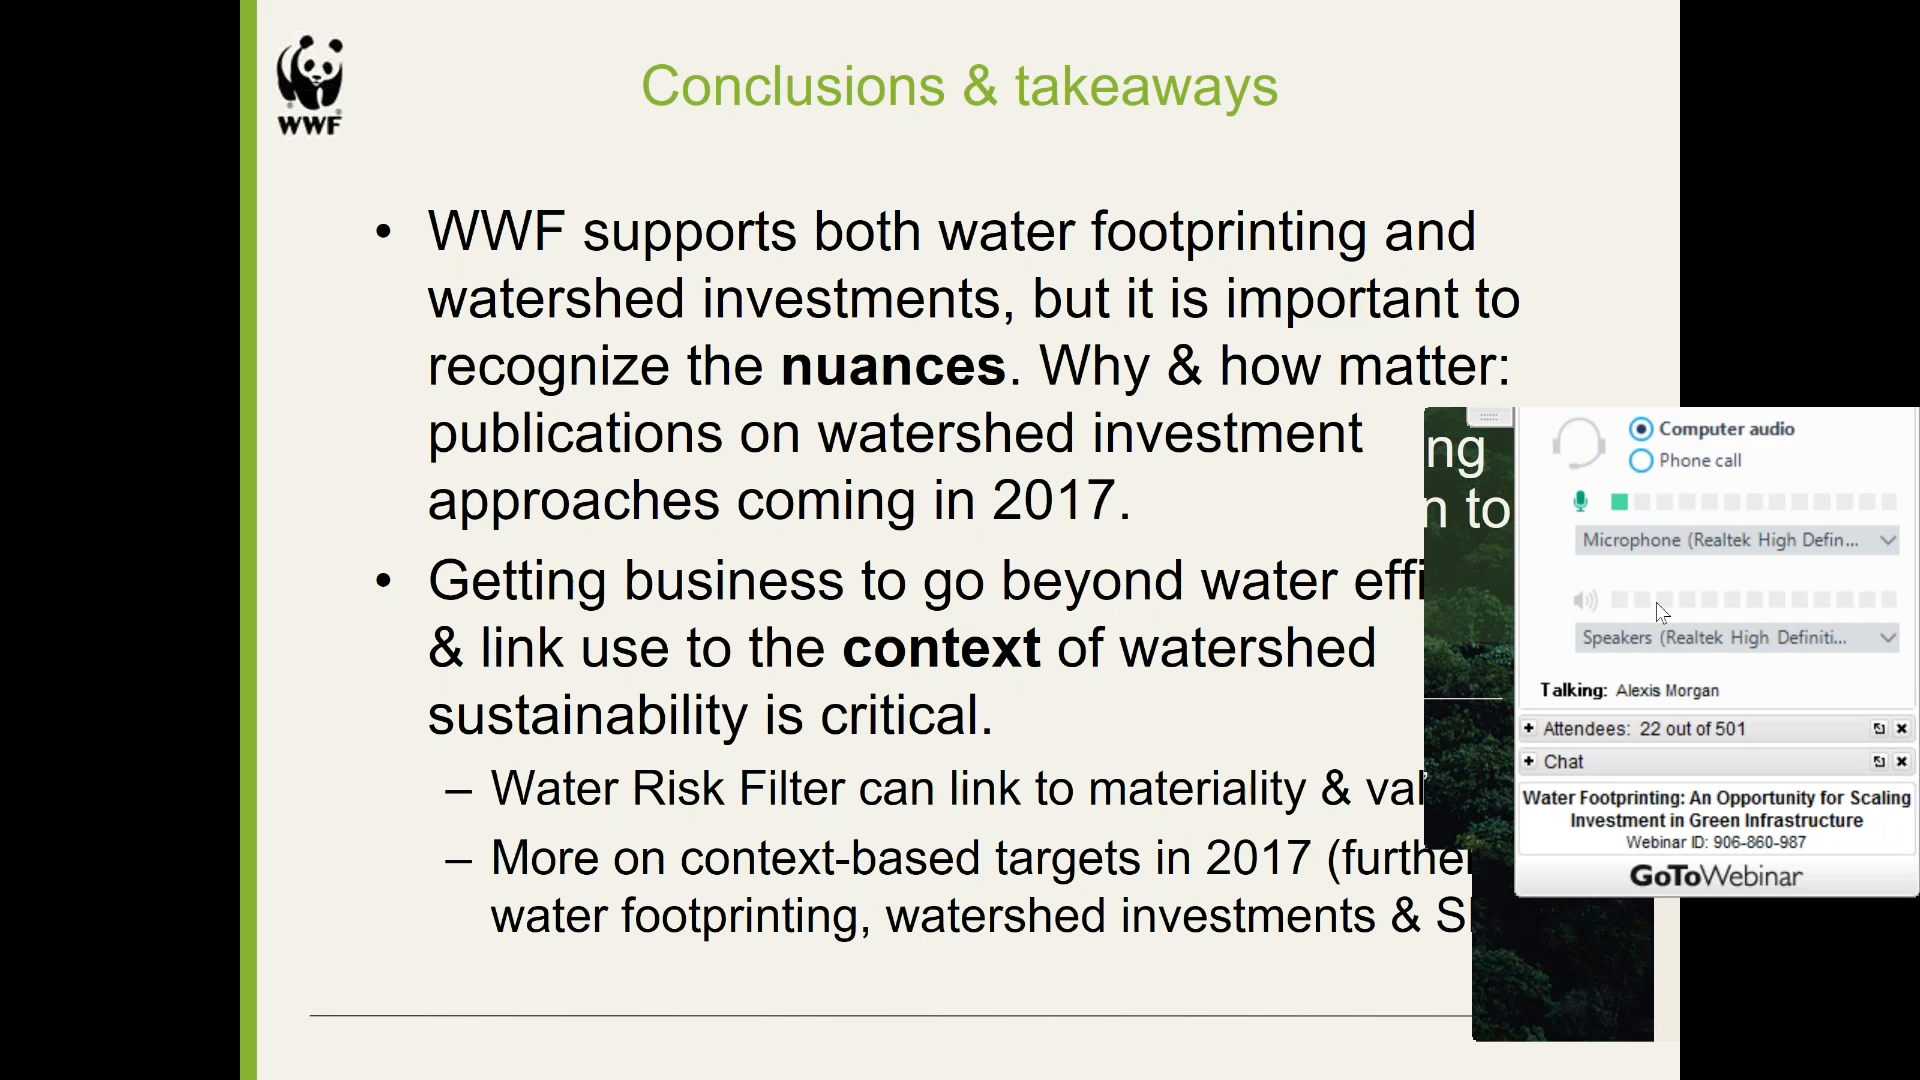 WWF
Conclusions & takeaways
• WWF supports both water footprinting and
watershed investments, but it is important to
recognize the nuances. Why & how matter:
publications on watershed investment
approaches coming in 2017.
• Getting business to go beyond water
& link use to the context of watershed
sustainability is critical.
– Water Risk Filter can link to materiality &
– More on context-based targets in 2017
water footprinting, watershed investments &
to
Computer audio
Phone call
Microphone (Realtek High Defin...
Speakers (Realtek High Definiti...
Talking: Alexis Morgan
Attendees: 22 out of 501
Chat
Water Footprinting: An Opportunity for Scaling
Investment in Green Infrastructure
Webinar ID: 906-860-987
GoToWebinar